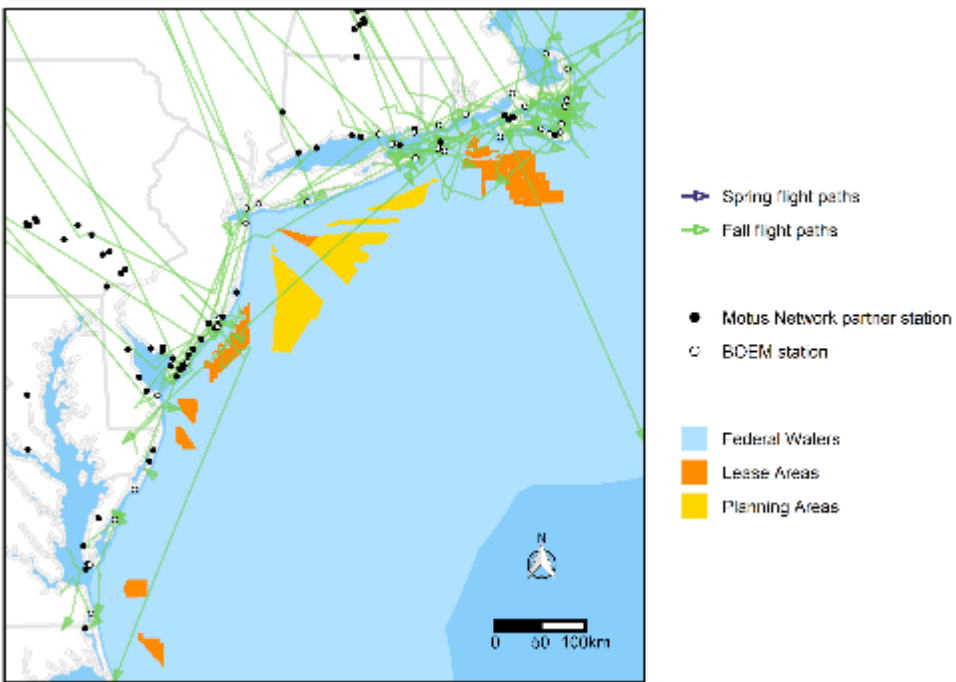 Spring flight paths
Fall flight paths
Motus Network partner station
BOEM station
Federal Waters
Lease Areas
Planning Areas
N
0 50 100km